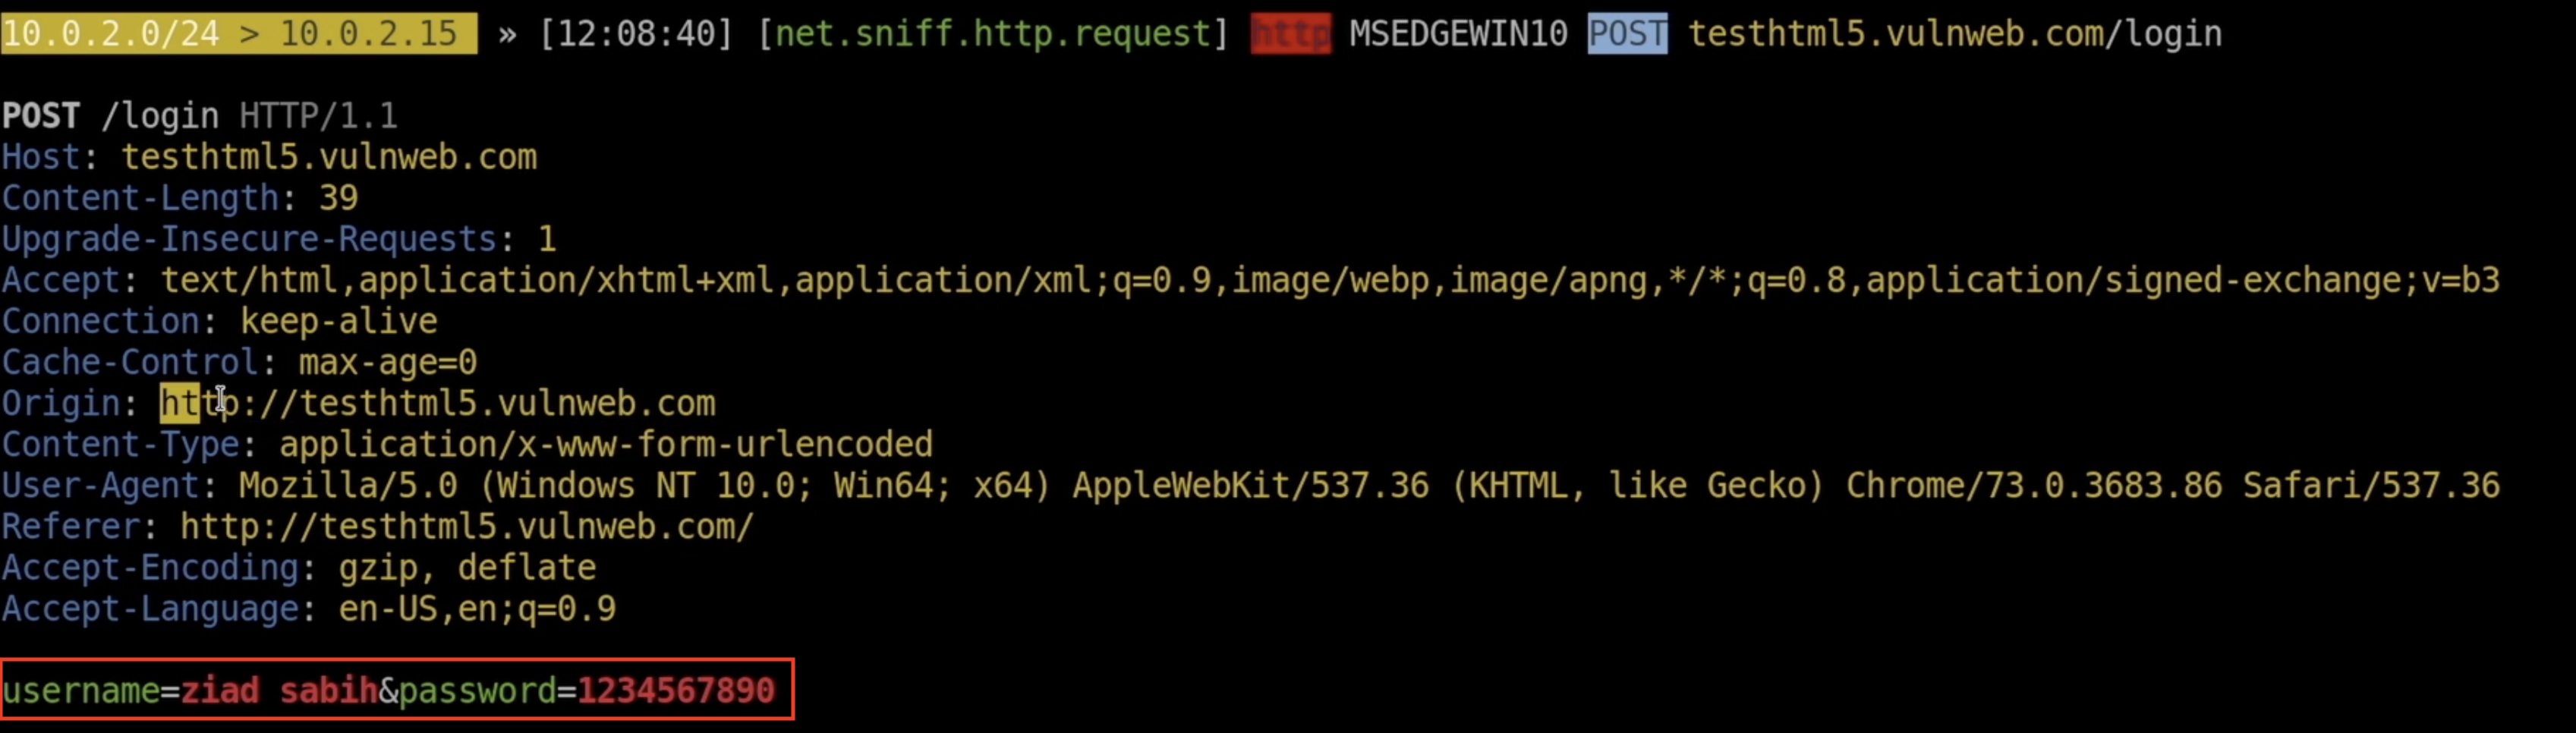 10.0.2.0/24 > 10.0.2.15 » [12:08:40] [net.sniff.http.request] http MSEDGEWIN10 POST testhtml5.vulnweb.com/login
POST /login HTTP/1.1
Host: testhtml5.vulnweb.com
Content-Length: 39
Upgrade-Insecure-Requests: 1
Accept: text/html,application/xhtml+xml,application/xml;q=0.9,image/webp,image/apng,*/*;q=0.8,application/signed-exchange;v=b3
Connection: keep-alive
Cache-Control: max-age=0
Origin: http://testhtml5.vulnweb.com
Content-Type: application/x-www-form-urlencoded
User-Agent: Mozilla/5.0 (Windows NT 10.0; Win64; x64) AppleWebKit/537.36 (KHTML, like Gecko) Chrome/73.0.3683.86 Safari/537.36
Referer: http://testhtml5.vulnweb.com/
Accept-Encoding: gzip, deflate
Accept-Language: en-US,en;q=0.9
username=ziad sabih&password=1234567890